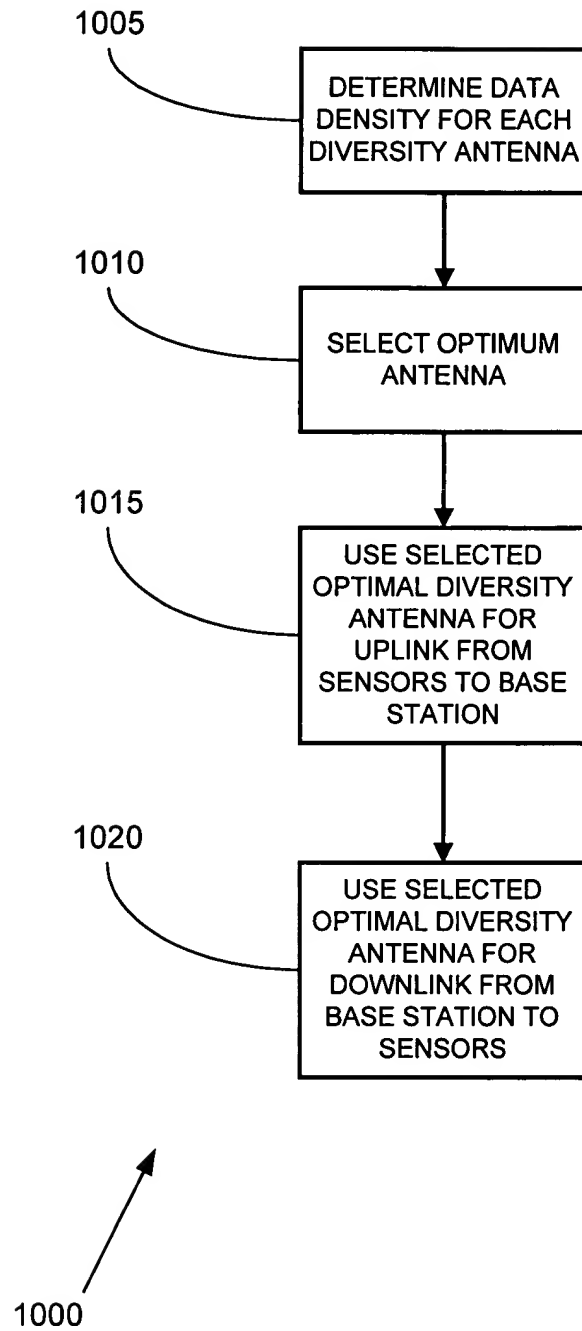 1005
DETERMINE DATA
DENSITY FOR EACH
DIVERSITY ANTENNA
1010
SELECT OPTIMUM
ANTENNA
1015
USE SELECTED
OPTIMAL DIVERSITY
ANTENNA FOR
UPLINK FROM
SENSORS TO BASE
STATION
1020
USE SELECTED
OPTIMAL DIVERSITY
ANTENNA FOR
DOWNLINK FROM
BASE STATION TO
SENSORS
1000